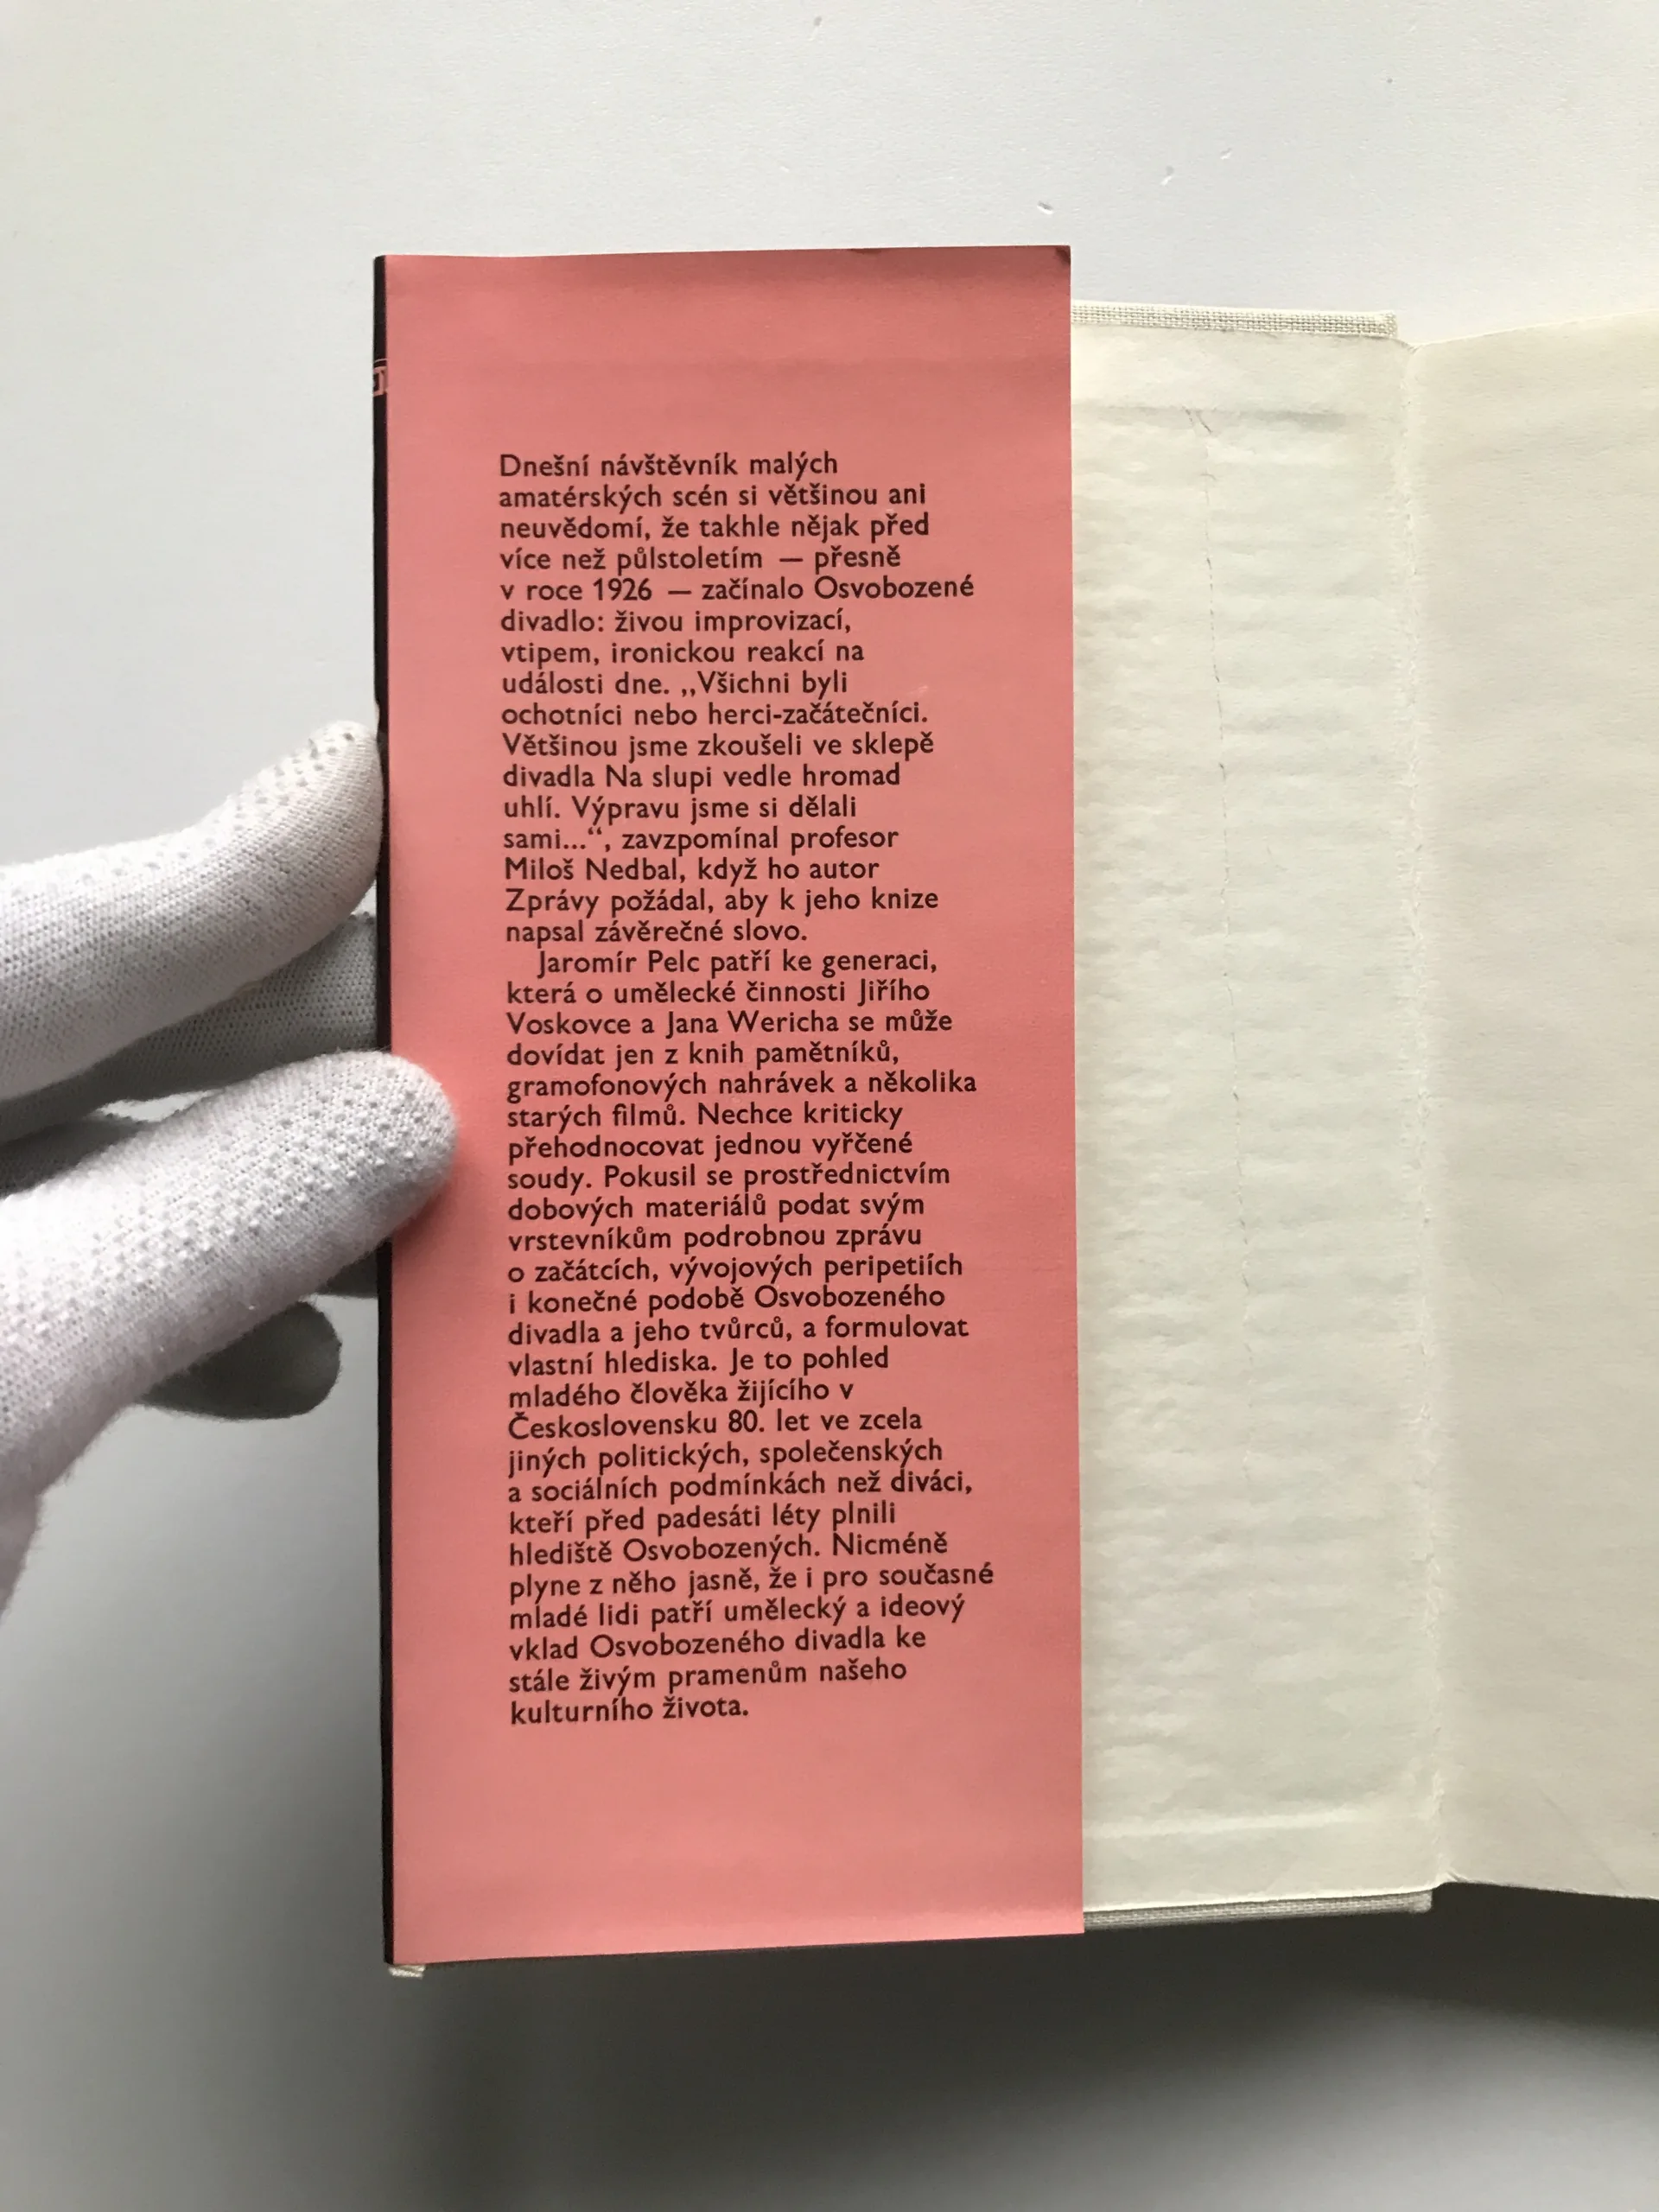 Dnešní návštěvník malých
amatérských scén si většinou ani
neuvědomí, že takhle nějak před
více než půlstoletím — přesně
v roce 1926 — začínalo Osvobozené
divadlo: živou improvizací,
vtipem, ironickou reakcí na
události dne. „Všichni byli
ochotníci nebo herci-začátečníci.
Většinou jsme zkoušeli ve sklepě
divadla Na slupi vedle hromad
uhlí. Výpravu jsme si dělali
sami...“, zavzpomínal profesor
Miloš Nedbal, když ho autor
Zprávy požádal, aby k jeho knize
napsal závěrečné slovo.
Jaromír Pelc patří ke generaci,
která o umělecké činnosti Jiřího
Voskovce a Jana Wericha se může
dovídat jen z knih pamětníků,
gramofonových nahrávek a několika
starých filmů. Nechce kriticky
přehodnocovat jednou vyřčené
soudy. Pokusil se prostřednictvím
dobových materiálů podat svým
vrstevníkům podrobnou zprávu
o začátcích, vývojových peripetiích
i konečné podobě Osvobozeného
divadla a jeho tvůrců, a formulovat
vlastní hlediska. Je to pohled
mladého člověka žijícího v
Československu 80. let ve zcela
jiných politických, společenských
a sociálních podmínkách než diváci,
kteří před padesáti léty plnili
hlediště Osvobozených. Nicméně
plyne z něho jasně, že i pro současné
mladé lidi patří umělecký a ideový
vklad Osvobozeného divadla ke
stále živým pramenům našeho
kulturního života.